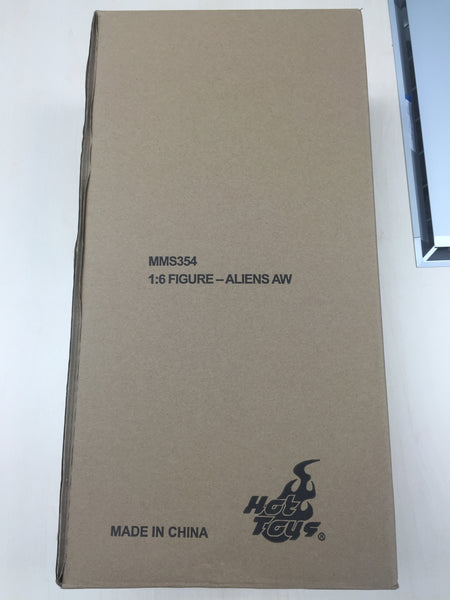 MMS354
1:6 FIGURE – ALIENS AW
Hot
Toys®
MADE IN CHINA